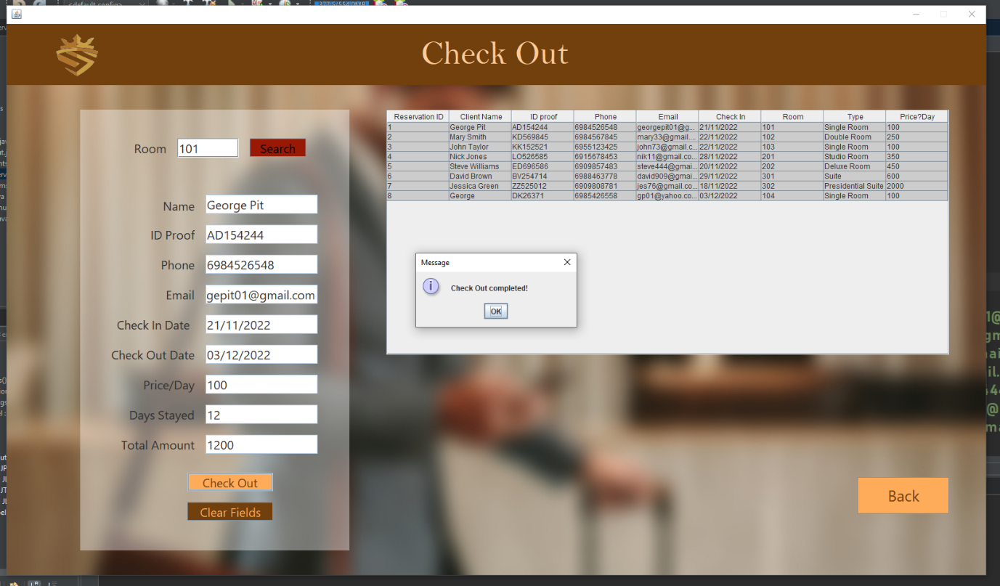 <default config>
Check Out
Room 101 Search
Name George Pit
ID Proof AD154244
Phone 6984526548
Email gepit01@gmail.com
Check In Date 21/11/2022
Check Out Date 03/12/2022
Price/Day 100
Days Stayed 12
Total Amount 1200
Check Out
Clear Fields
Reservation ID Client Name ID proof Phone Email Check In Room Type Price?Day
1 George Pit AD154244 6984526548 georgepit01@g... 21/11/2022 101 Single Room 100
2 Mary Smith KD569845 6984567845 mary33@gmail.... 22/11/2022 102 Double Room 250
3 John Taylor KK152521 6955123425 john73@gmail.c... 22/11/2022 103 Single Room 100
4 Nick Jones LO526585 6915678453 nik11@gmail.co... 28/11/2022 201 Studio Room 350
5 Steve Williams ED696586 6909857483 steve444@gmai... 20/11/2022 202 Deluxe Room 450
6 David Brown BV254714 6988463778 david909@gmai... 29/11/2022 301 Suite 600
7 Jessica Green ZZ525012 6909808781 jes76@gmail.co... 18/11/2022 302 Presidential Suite 2000
8 George DK26371 6985426558 gp01@yahoo.co... 03/12/2022 104 Single Room 100
Message
Check Out completed!
OK
Back